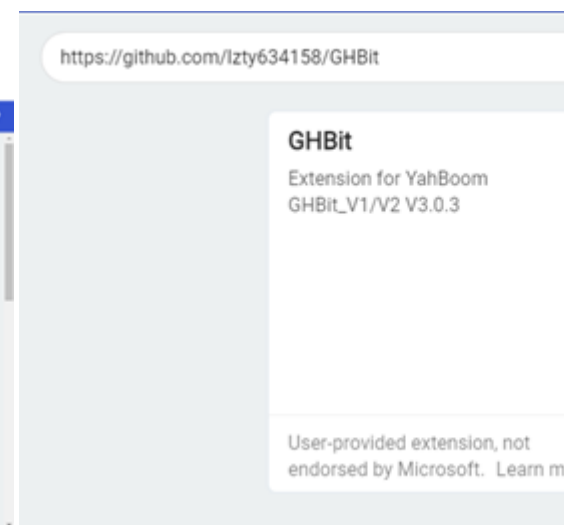 https://github.com/lzty634158/GHBit
GHBit
Extension for YahBoom
GHBit_V1/V2 V3.0.3
User-provided extension, not
endorsed by Microsoft. Learn m